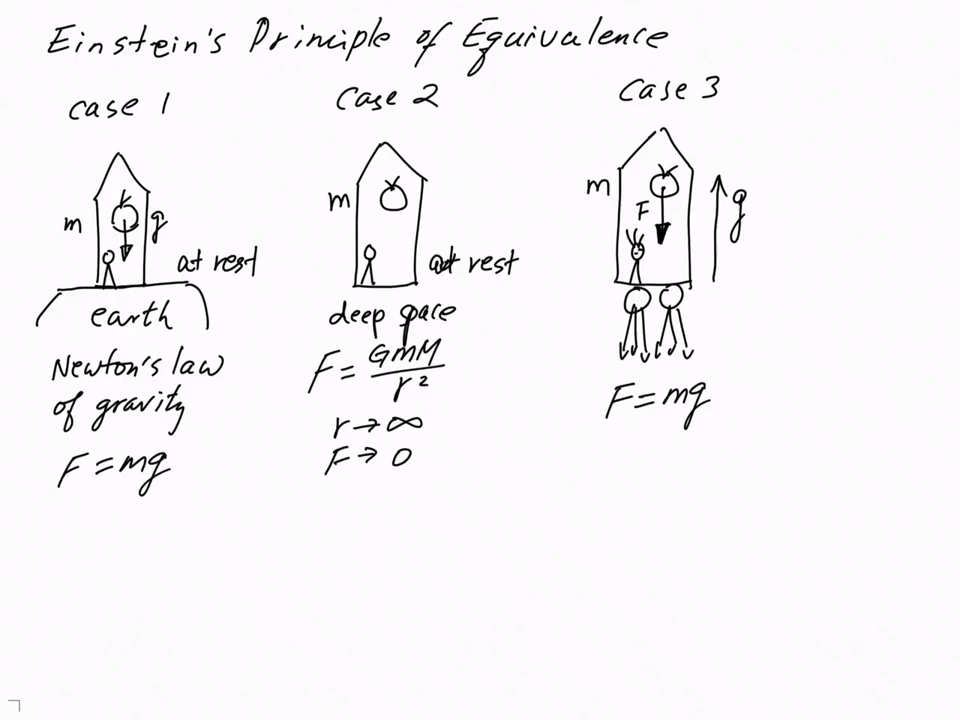 Einstein's Principle of Equivalence
case 1
m
g
at rest
earth
Newton's law
of gravity
F = mg
Case 2
m
at rest
deep space
F = GmM / r²
r → ∞
F → 0
Case 3
m
F
g
F = mg